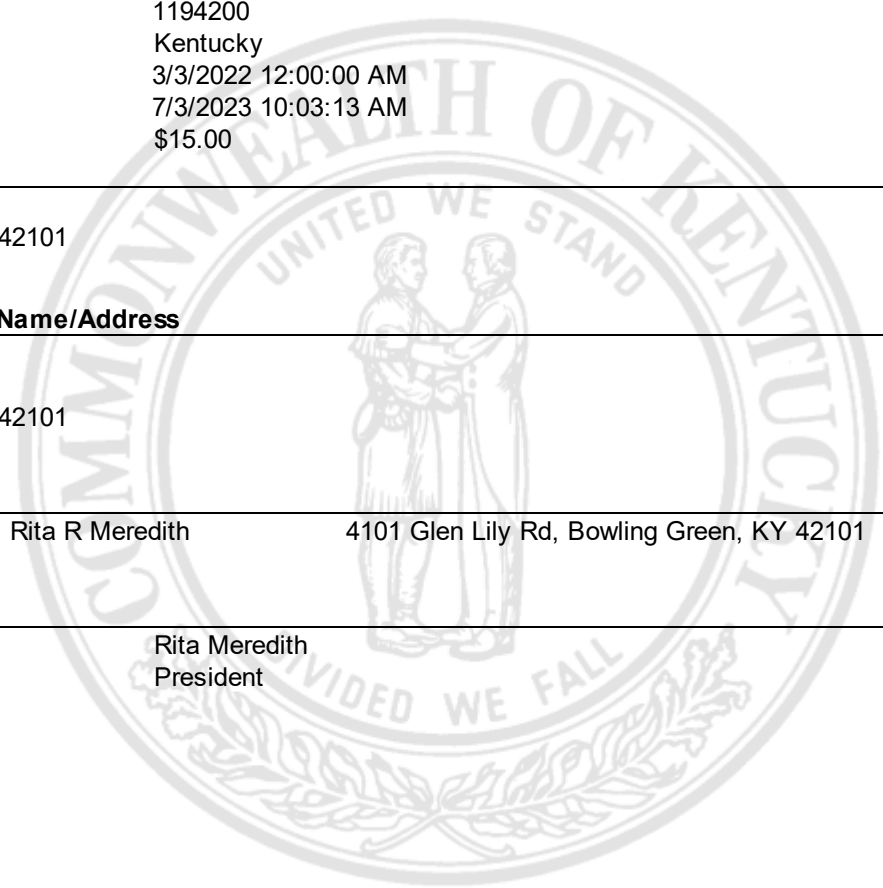 1194200
Kentucky
3/3/2022 12:00:00 AM
7/3/2023 10:03:13 AM
$15.00
42101
Name/Address
42101
Rita R Meredith 4101 Glen Lily Rd, Bowling Green, KY 42101
Rita Meredith
President
COMMONWEALTH OF KENTUCKY
UNITED WE STAND
DIVIDED WE FALL